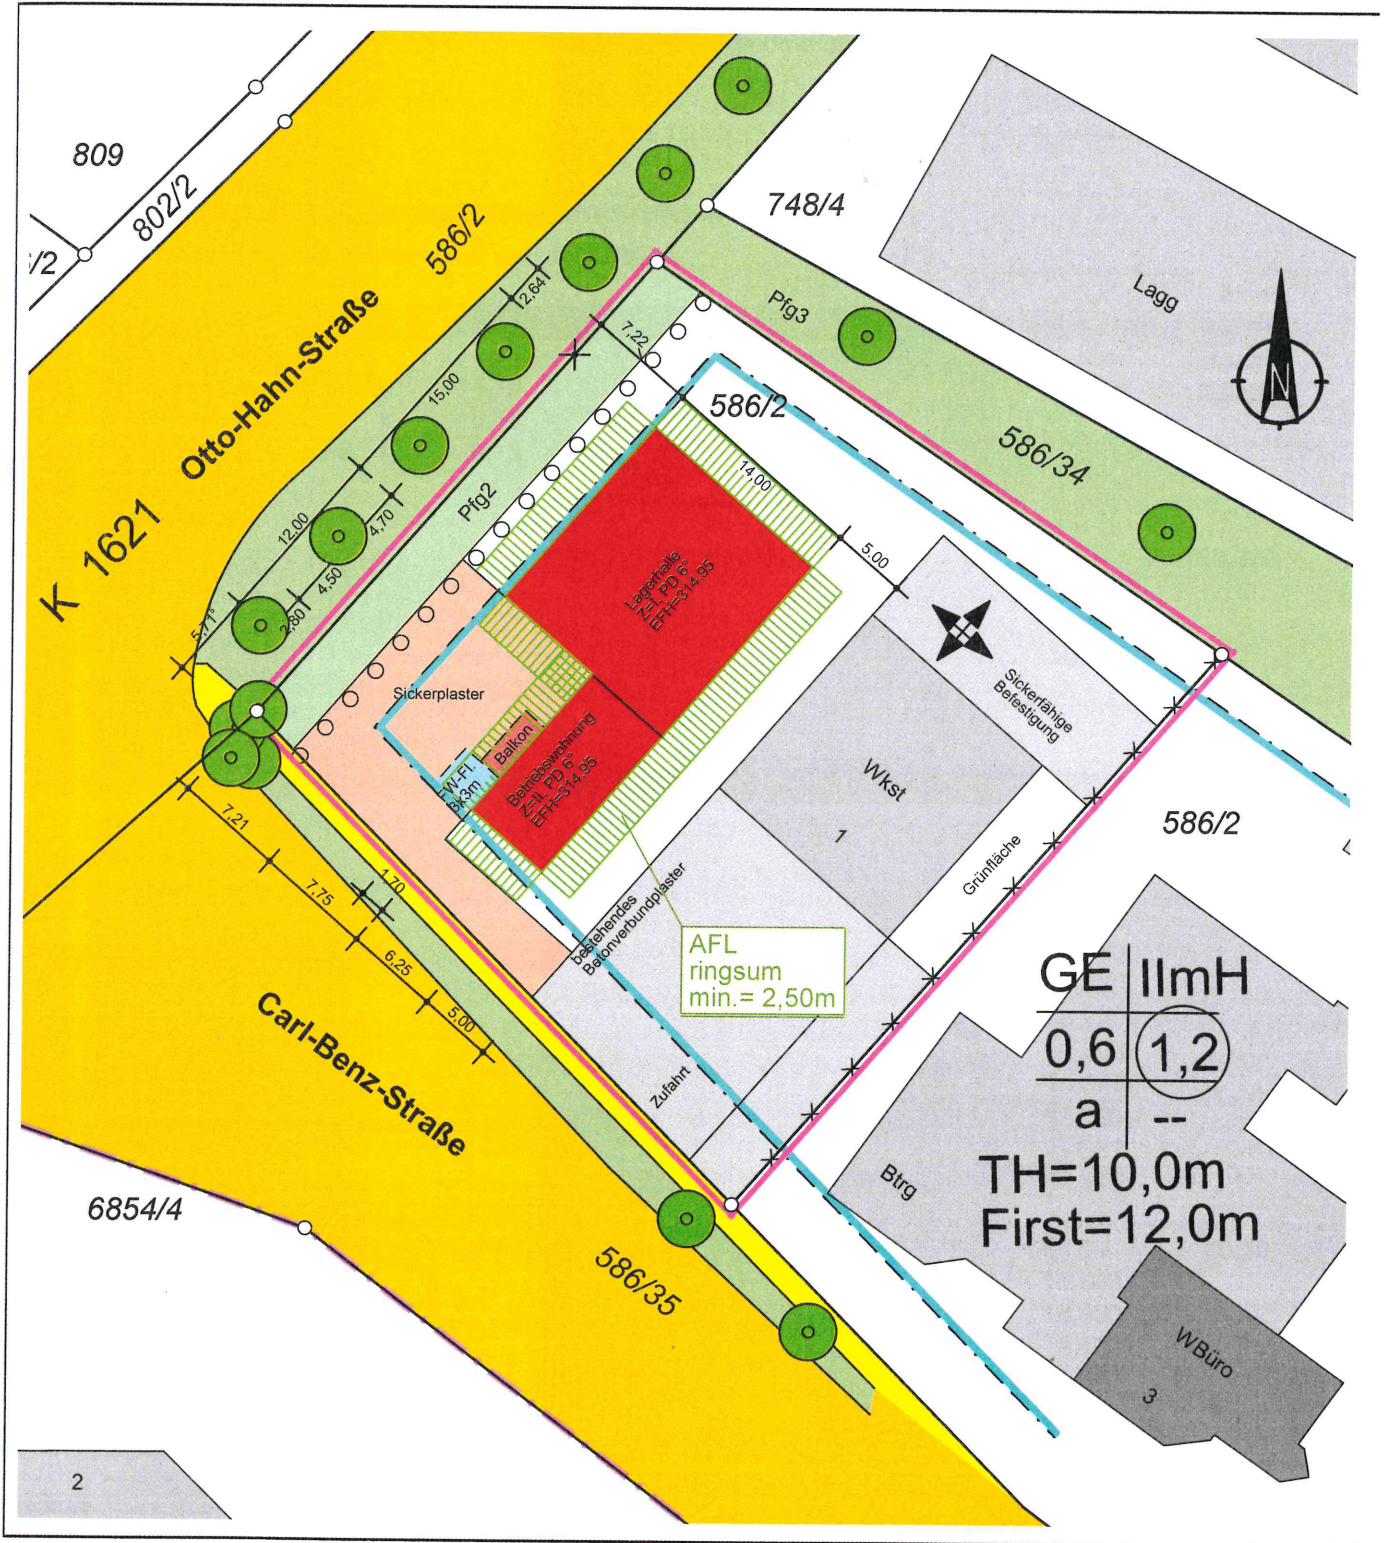 809
802/2
/2
586/2
748/4
Lagg
N
K 1621 Otto-Hahn-Straße
2,64
15,00
12,00
4,70
4,50
2,80
5,71⁵
7,22
Pfg3
586/2
586/34
Pfg2
14,00
5.00
Lagerhalle
Z=I. PD 6°
EFH=314.95
Sickerplaster
Balkon
W-Fl.
3x3m
Betriebswohnung
Z=II. PD 6°
EFH=314.95
Sickerfähige
Befestigung
Wkst
1
Grünfläche
586/2
bestehendes
Betonverbundplaster
AFL
ringsum
min.= 2,50m
7,21
7,75
1,70
6,25
5,00
Carl-Benz-Straße
Zufahrt
GE IImH
0,6 1,2
a --
TH=10,0m
First=12,0m
Btrg
6854/4
586/35
WBüro
3
2